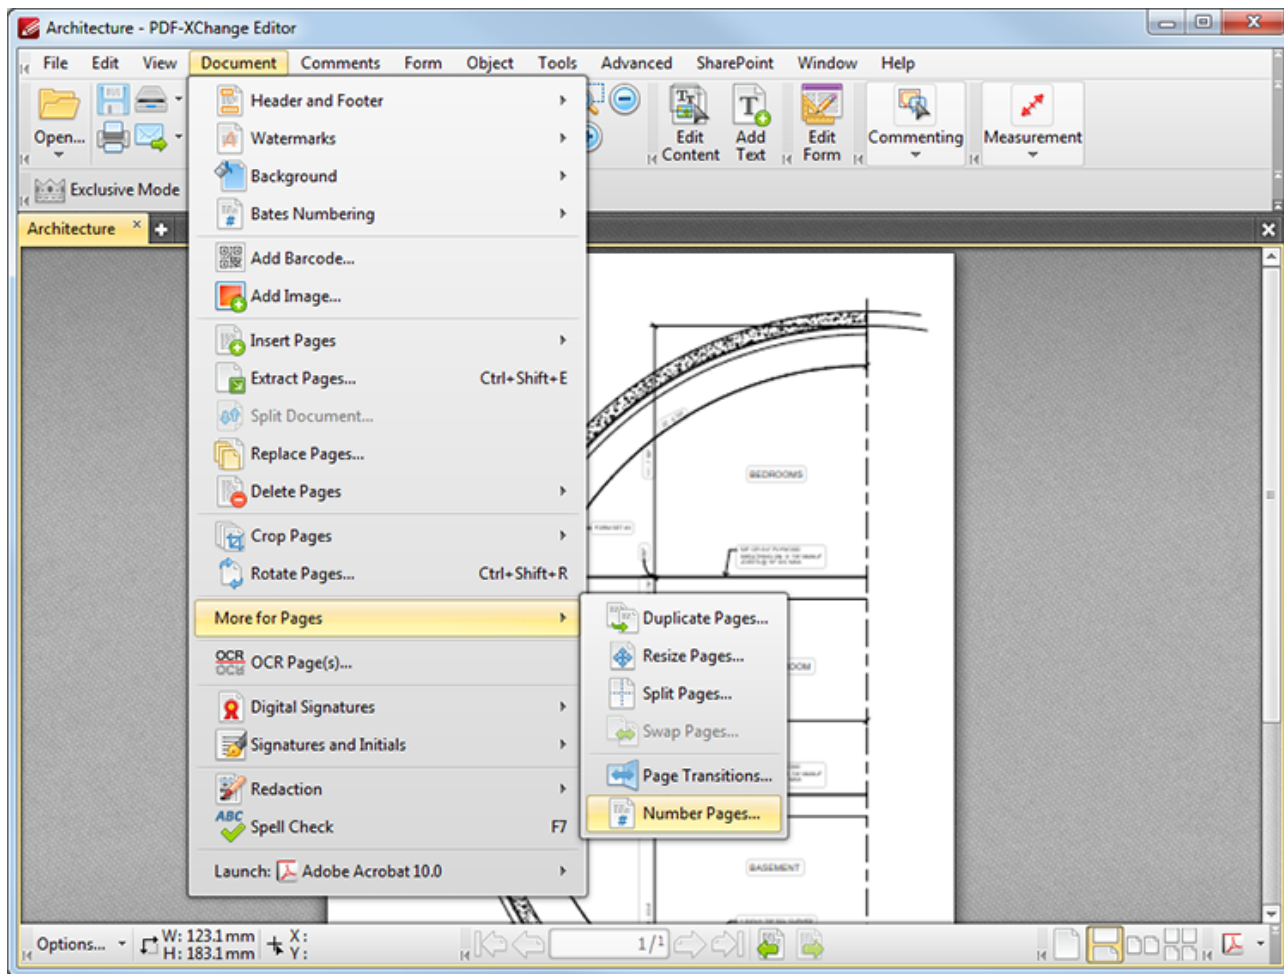 Architecture - PDF-XChange Editor
File Edit View Document Comments Form Object Tools Advanced SharePoint Window Help
Open...
Edit Content
Add Text
Edit Form
Commenting
Measurement
Exclusive Mode
Architecture
Header and Footer
Watermarks
Background
Bates Numbering
Add Barcode...
Add Image...
Insert Pages
Extract Pages... Ctrl+Shift+E
Split Document...
Replace Pages...
Delete Pages
Crop Pages
Rotate Pages... Ctrl+Shift+R
More for Pages
OCR Page(s)...
Digital Signatures
Signatures and Initials
Redaction
Spell Check F7
Launch: Adobe Acrobat 10.0
Duplicate Pages...
Resize Pages...
Split Pages...
Swap Pages...
Page Transitions...
Number Pages...
BEDROOMS
BASEMENT
Options...
W: 123.1 mm
H: 183.1 mm
X:
Y:
1/1